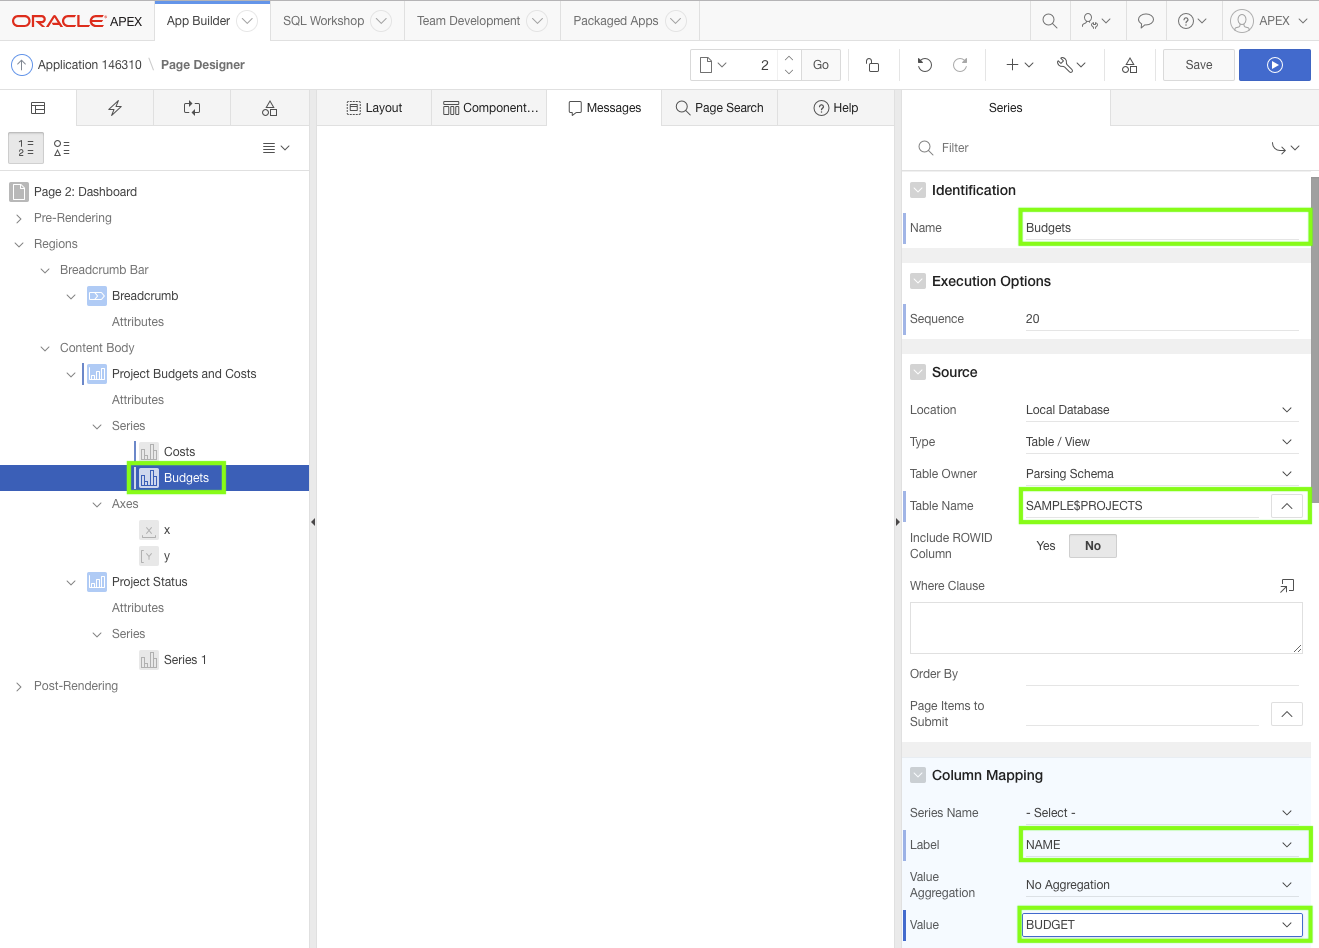 ORACLE APEX App Builder SQL Workshop Team Development Packaged Apps APEX
Application 146310 \ Page Designer 2 Go Save
Layout Component... Messages Page Search Help Series
Filter
Page 2: Dashboard
Pre-Rendering
Regions
Breadcrumb Bar
Breadcrumb
Attributes
Content Body
Project Budgets and Costs
Attributes
Series
Costs
Budgets
Axes
x
y
Project Status
Attributes
Series
Series 1
Post-Rendering
Identification
Name Budgets
Execution Options
Sequence 20
Source
Location Local Database
Type Table / View
Table Owner Parsing Schema
Table Name SAMPLE$PROJECTS
Include ROWID
Column Yes No
Where Clause
Order By
Page Items to
Submit
Column Mapping
Series Name - Select -
Label NAME
Value
Aggregation No Aggregation
Value BUDGET